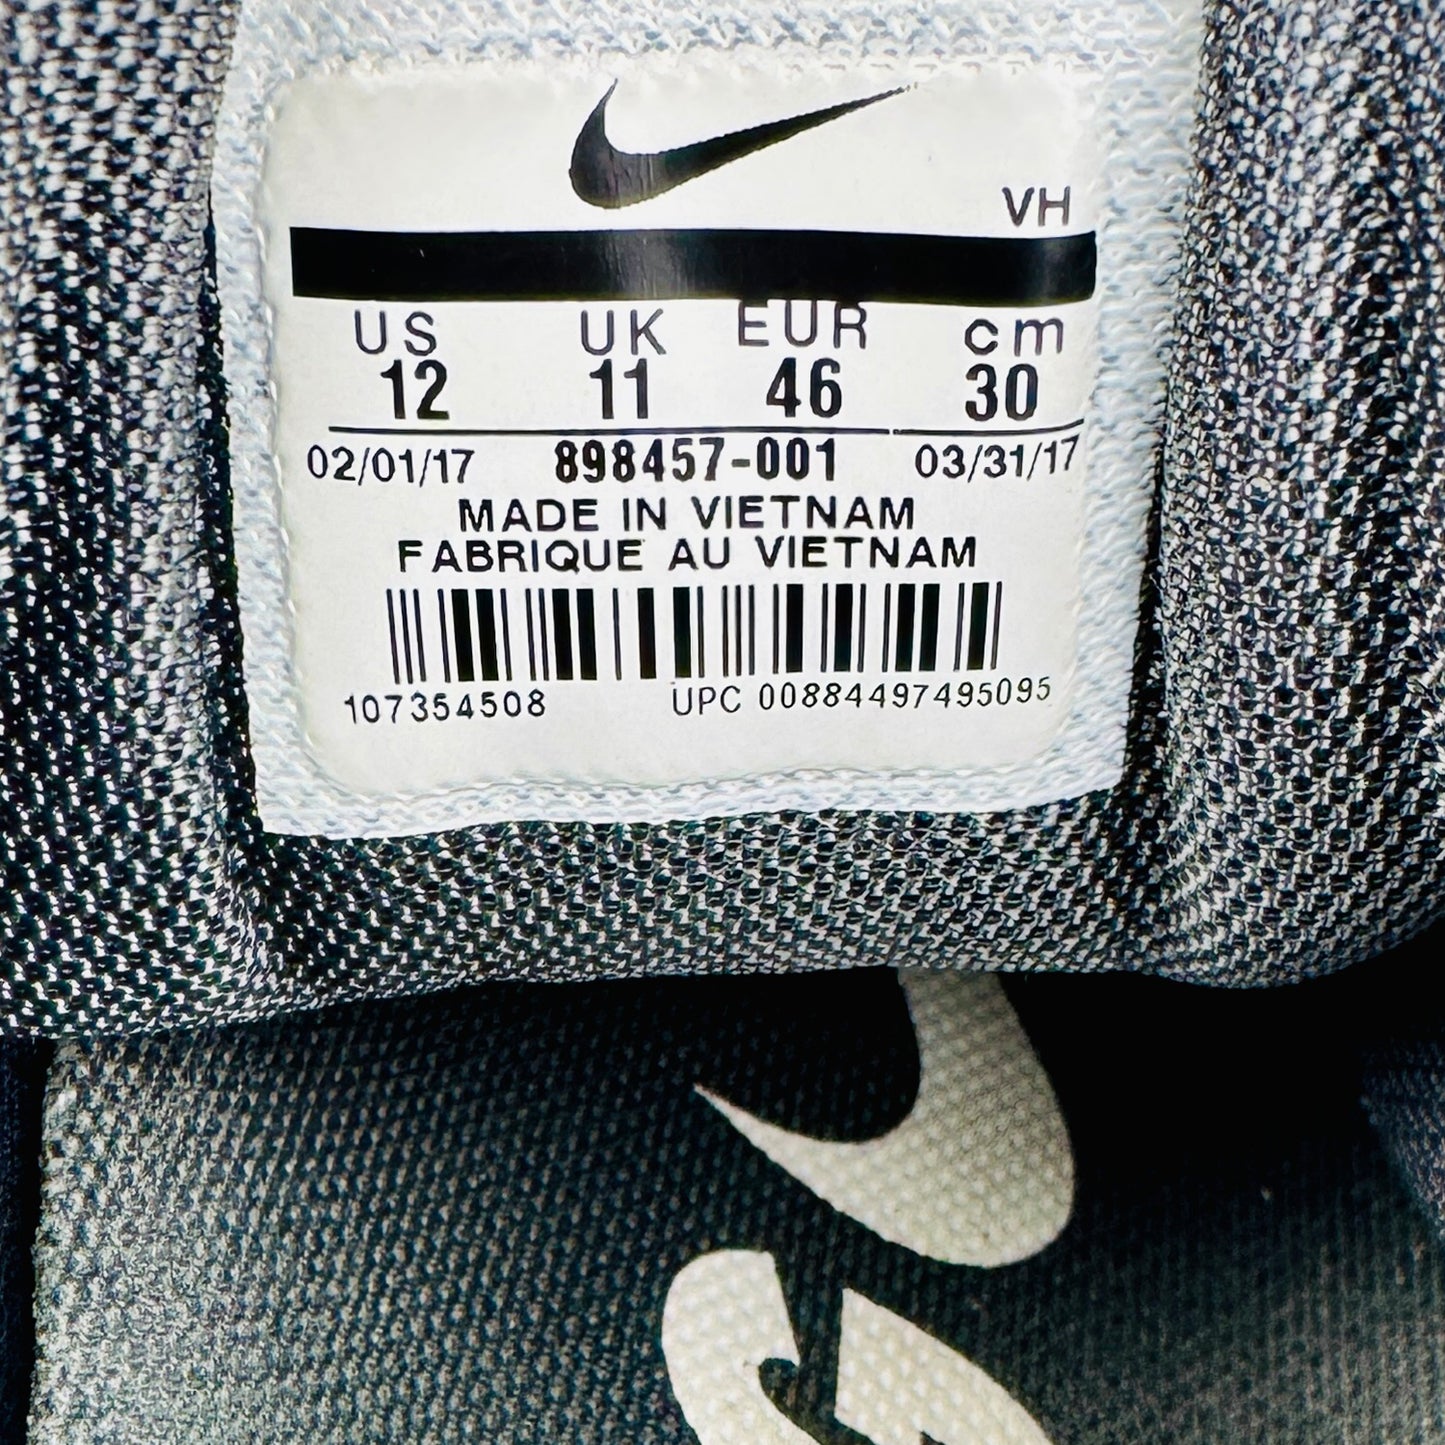 VH
US UK EUR cm
12 11 46 30
02/01/17 898457-001 03/31/17
MADE IN VIETNAM
FABRIQUE AU VIETNAM
107354508 UPC 00884497495095